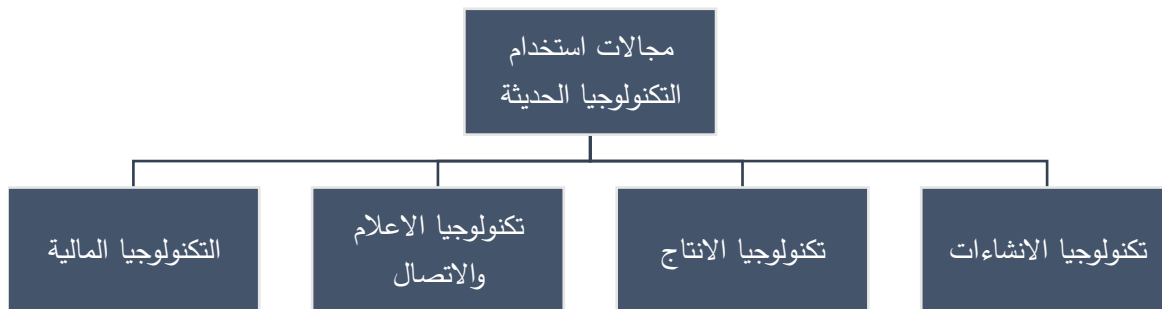 مجالات استخدام
التكنولوجيا الحديثة
تكنولوجيا الانشاءات
تكنولوجيا الانتاج
تكنولوجيا الاعلام
والاتصال
التكنولوجيا المالية